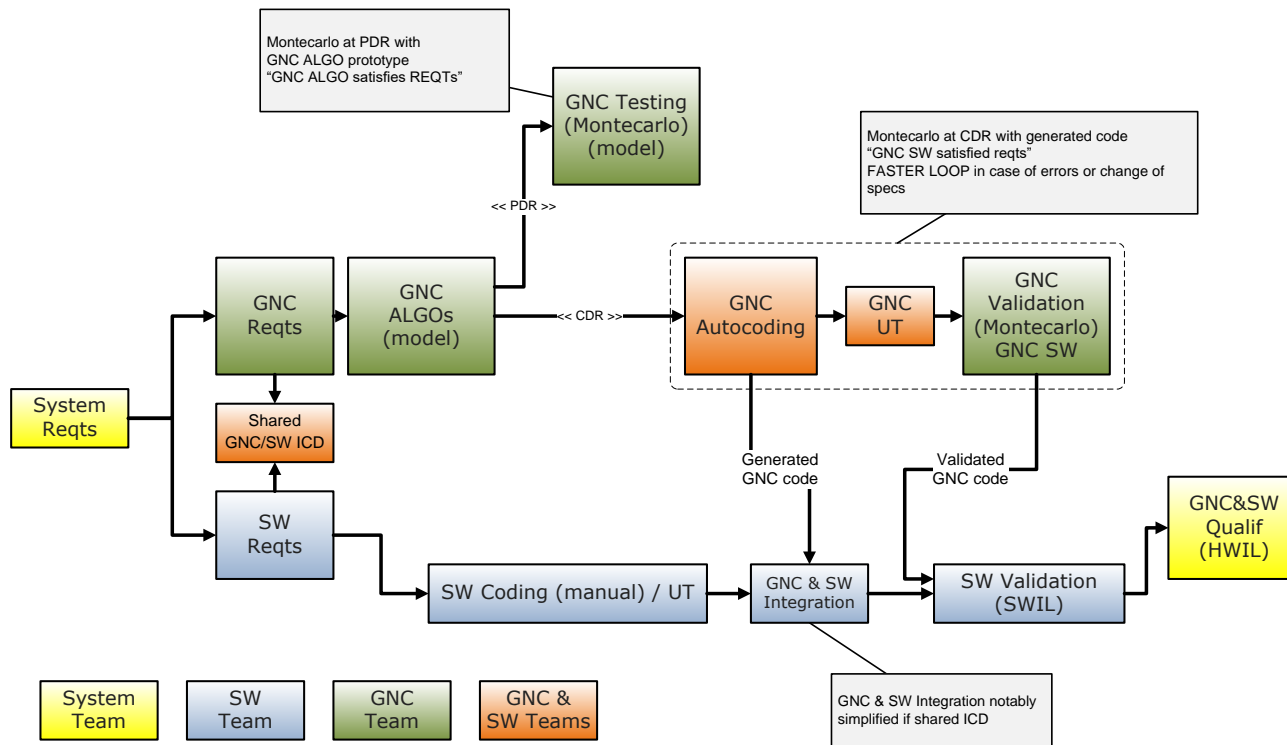 Montecarlo at PDR with
GNC ALGO prototype
“GNC ALGO satisfies REQTs”
GNC Testing
(Montecarlo)
(model)
Montecarlo at CDR with generated code
“GNC SW satisfied reqts”
FASTER LOOP in case of errors or change of
specs
<< PDR >>
GNC
Reqts
GNC
ALGOs
(model)
<< CDR >>
GNC
Autocoding
GNC
UT
GNC
Validation
(Montecarlo)
GNC SW
System
Reqts
Shared
GNC/SW ICD
Generated
GNC code
Validated
GNC code
SW
Reqts
GNC&SW
Qualif
(HWIL)
SW Coding (manual) / UT
GNC & SW
Integration
SW Validation
(SWIL)
System
Team
SW
Team
GNC
Team
GNC &
SW Teams
GNC & SW Integration notably
simplified if shared ICD